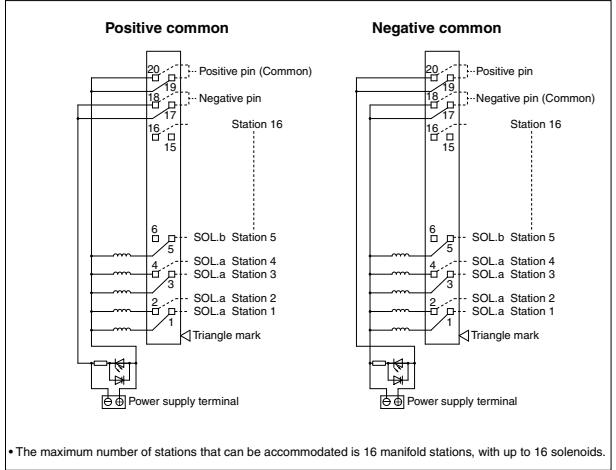 Positive common
20
Positive pin (Common)
19
18
Negative pin
17
16
Station 16
15
6
SOL.b Station 5
5
SOL.a Station 4
4
SOL.a Station 3
3
SOL.a Station 2
2
SOL.a Station 1
1
Triangle mark
⊖ ⊕ Power supply terminal
Negative common
20
Positive pin
19
18
Negative pin (Common)
17
16
Station 16
15
6
SOL.b Station 5
5
SOL.a Station 4
4
SOL.a Station 3
3
SOL.a Station 2
2
SOL.a Station 1
1
Triangle mark
⊖ ⊕ Power supply terminal
• The maximum number of stations that can be accommodated is 16 manifold stations, with up to 16 solenoids.